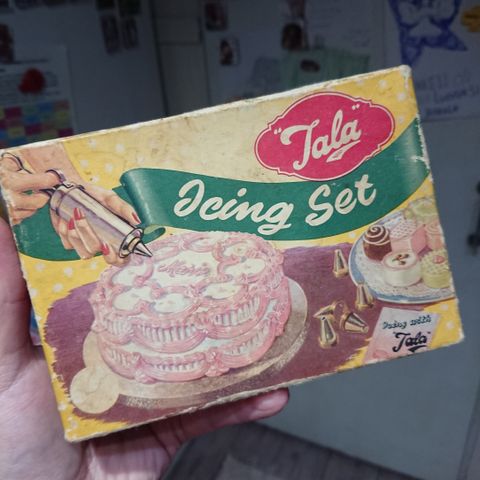 "Tala"
Icing Set
Icing with
"Tala"